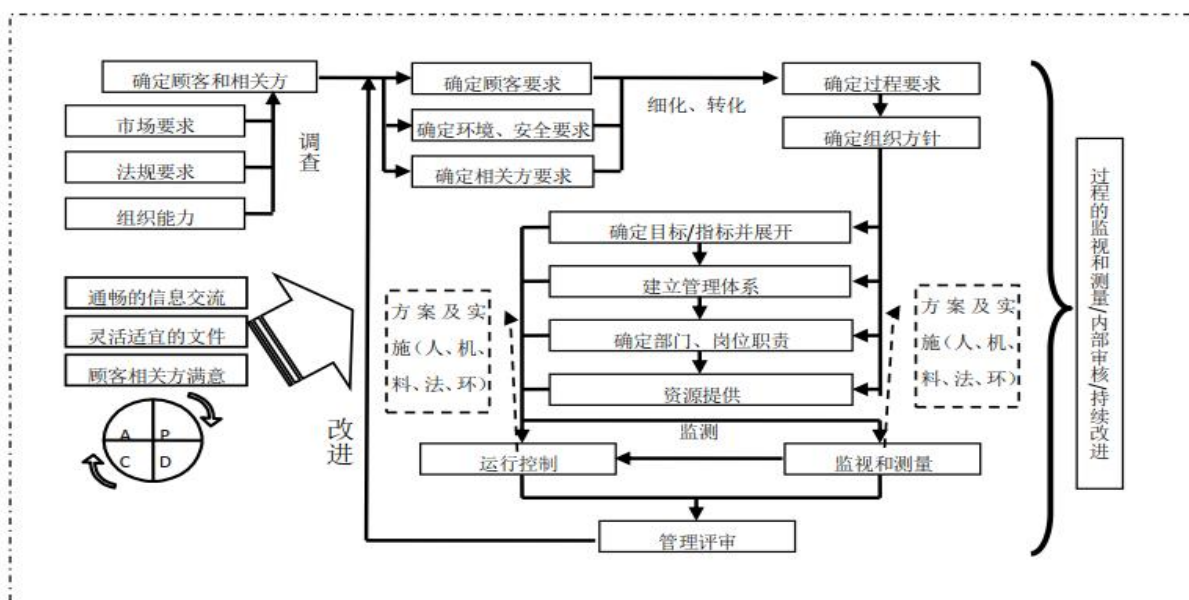 确定顾客和相关方
市场要求
法规要求
组织能力
调查
确定顾客要求
确定环境、安全要求
确定相关方要求
细化、转化
确定过程要求
确定组织方针
确定目标/指标并展开
建立管理体系
确定部门、岗位职责
资源提供
方案及实
施(人、机、
料、法、环)
方案及实
施(人、机、
料、法、环)
通畅的信息交流
灵活适宜的文件
顾客相关方满意
A P
C D
改进
监测
运行控制
监视和测量
管理评审
过程的监视和测量/内部审核/持续改进